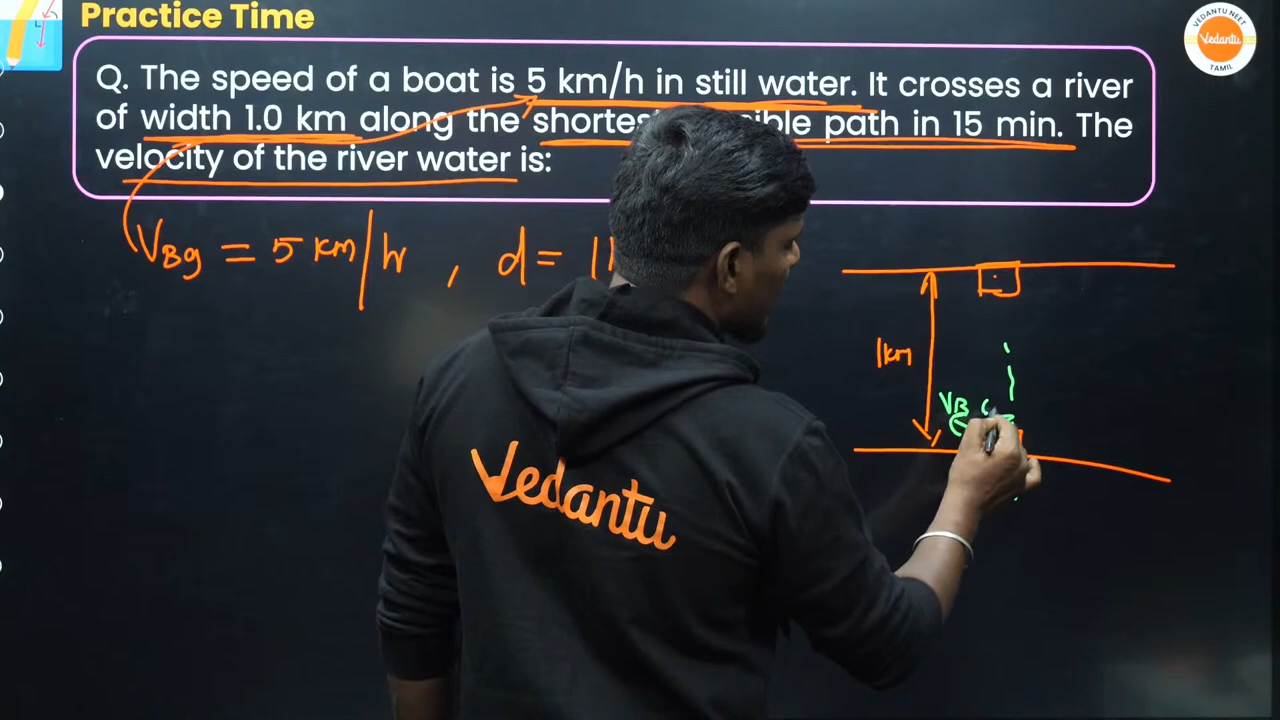 Practice Time
VEDANTU NEET
Vedantu
TAMIL
Q. The speed of a boat is 5 km/h in still water. It crosses a river
of width 1.0 km along the shortest path in 15 min. The
velocity of the river water is:
VBg = 5 km/hr , d = 1
1km
VB
Vedantu